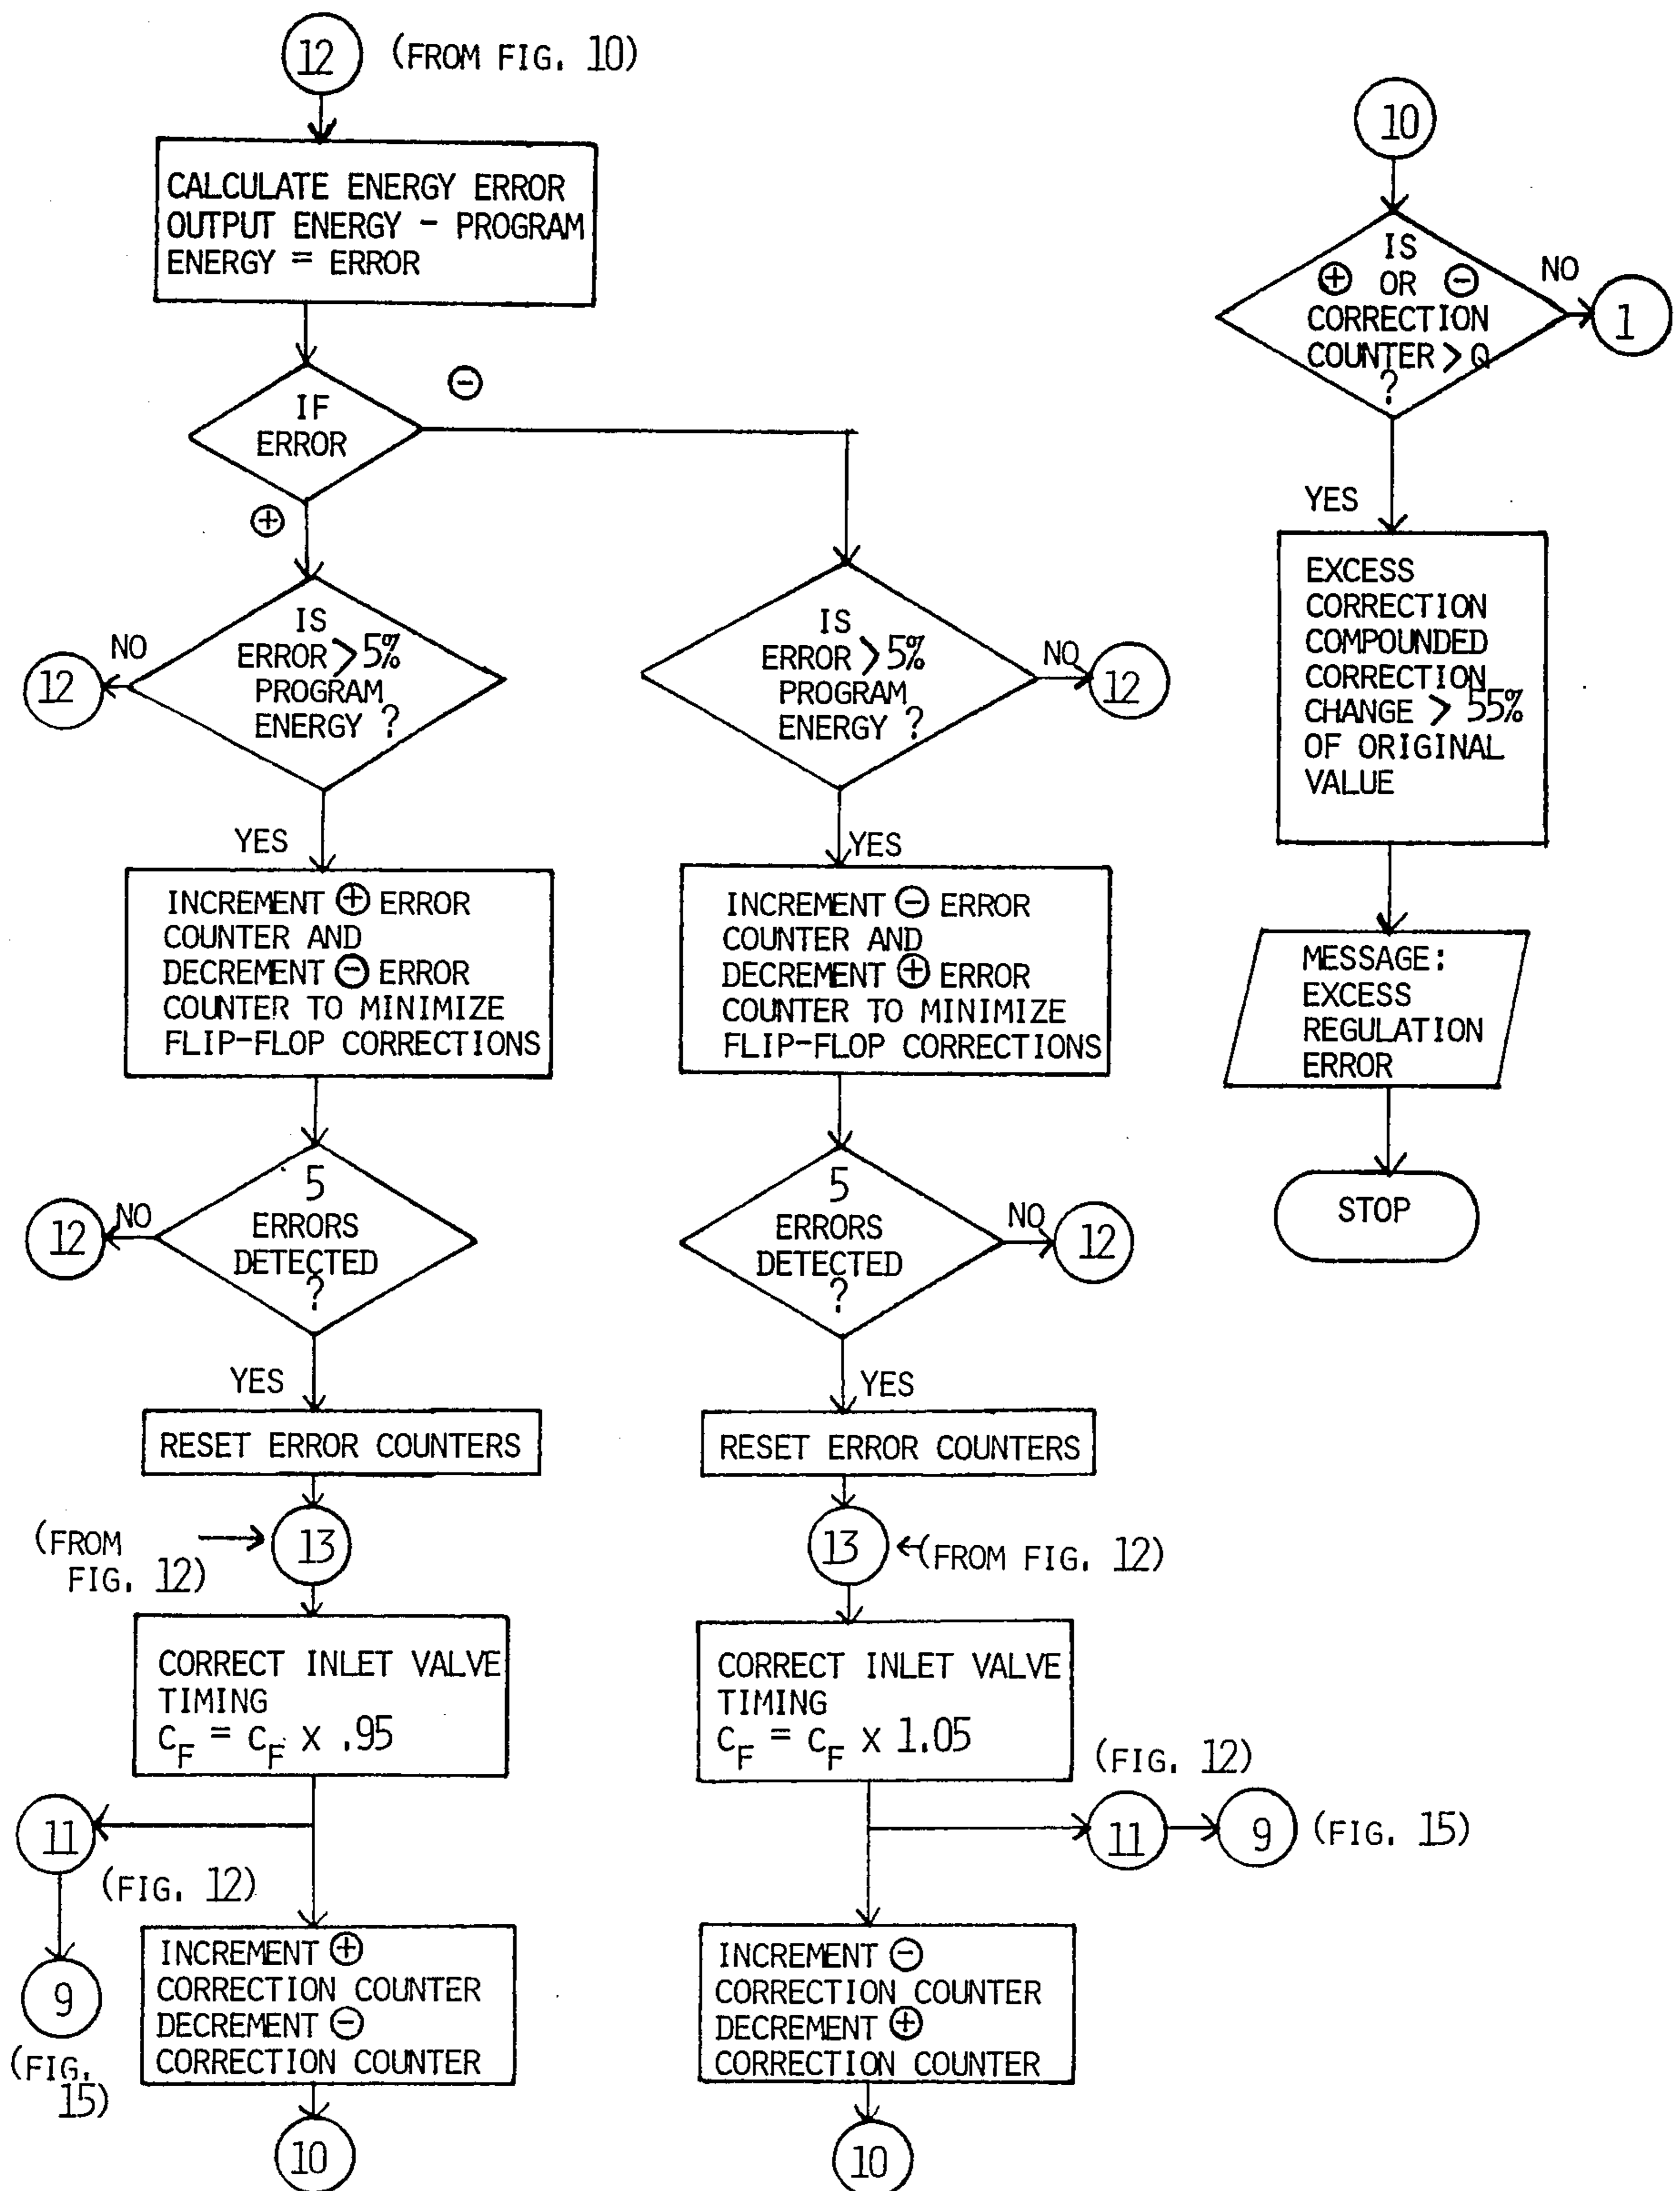 12 (FROM FIG. 10)
CALCULATE ENERGY ERROR
OUTPUT ENERGY - PROGRAM
ENERGY = ERROR
IF
ERROR
⊖
⊕
IS
ERROR > 5%
PROGRAM
ENERGY ?
NO
12
YES
INCREMENT ⊕ ERROR
COUNTER AND
DECREMENT ⊖ ERROR
COUNTER TO MINIMIZE
FLIP-FLOP CORRECTIONS
5
ERRORS
DETECTED
?
NO
12
YES
RESET ERROR COUNTERS
(FROM
FIG. 12)
13
CORRECT INLET VALVE
TIMING
CF = CF X .95
11
(FIG. 12)
9
(FIG.
15)
INCREMENT ⊕
CORRECTION COUNTER
DECREMENT ⊖
CORRECTION COUNTER
10
IS
ERROR > 5%
PROGRAM
ENERGY ?
NO
12
YES
INCREMENT ⊖ ERROR
COUNTER AND
DECREMENT ⊕ ERROR
COUNTER TO MINIMIZE
FLIP-FLOP CORRECTIONS
5
ERRORS
DETECTED
?
NO
12
YES
RESET ERROR COUNTERS
13 (FROM FIG. 12)
CORRECT INLET VALVE
TIMING
CF = CF X 1.05
(FIG. 12)
11
9 (FIG. 15)
INCREMENT ⊖
CORRECTION COUNTER
DECREMENT ⊕
CORRECTION COUNTER
10
10
IS
⊕ OR ⊖
CORRECTION
COUNTER > Q
?
NO
1
YES
EXCESS
CORRECTION
COMPOUNDED
CORRECTION
CHANGE > 55%
OF ORIGINAL
VALUE
MESSAGE:
EXCESS
REGULATION
ERROR
STOP